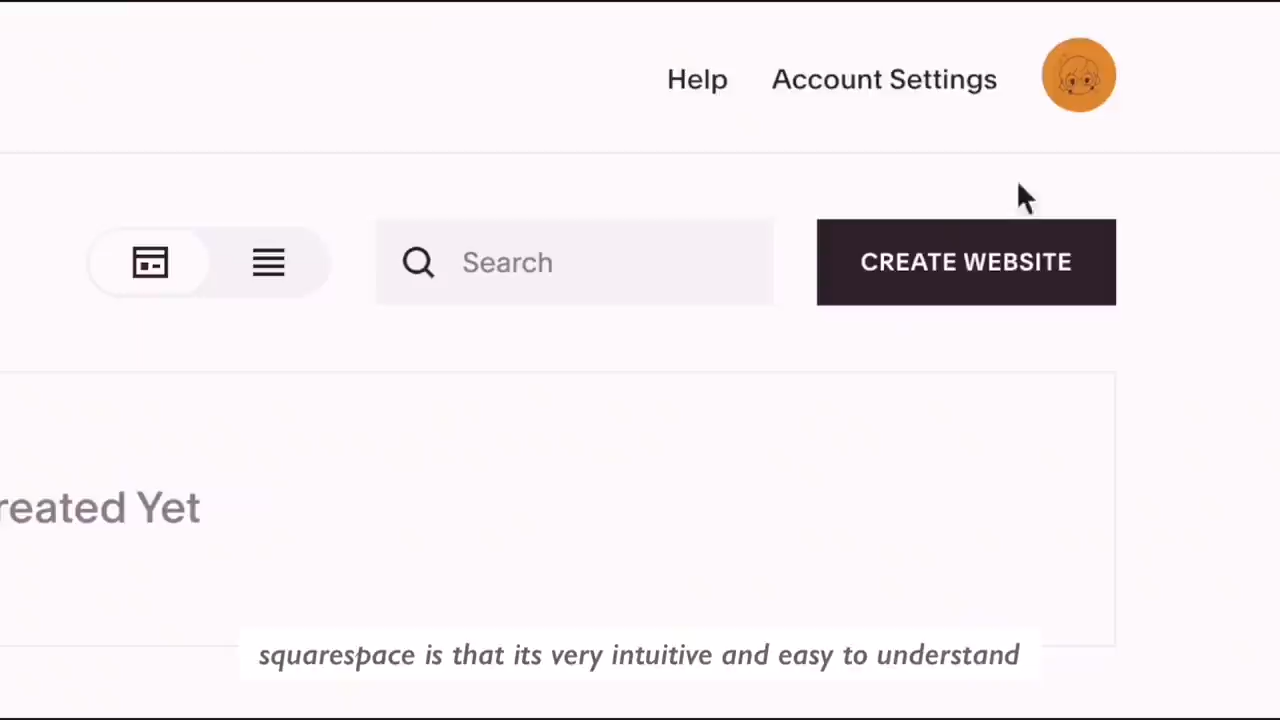 Help Account Settings
Search
CREATE WEBSITE
reated Yet
squarespace is that its very intuitive and easy to understand